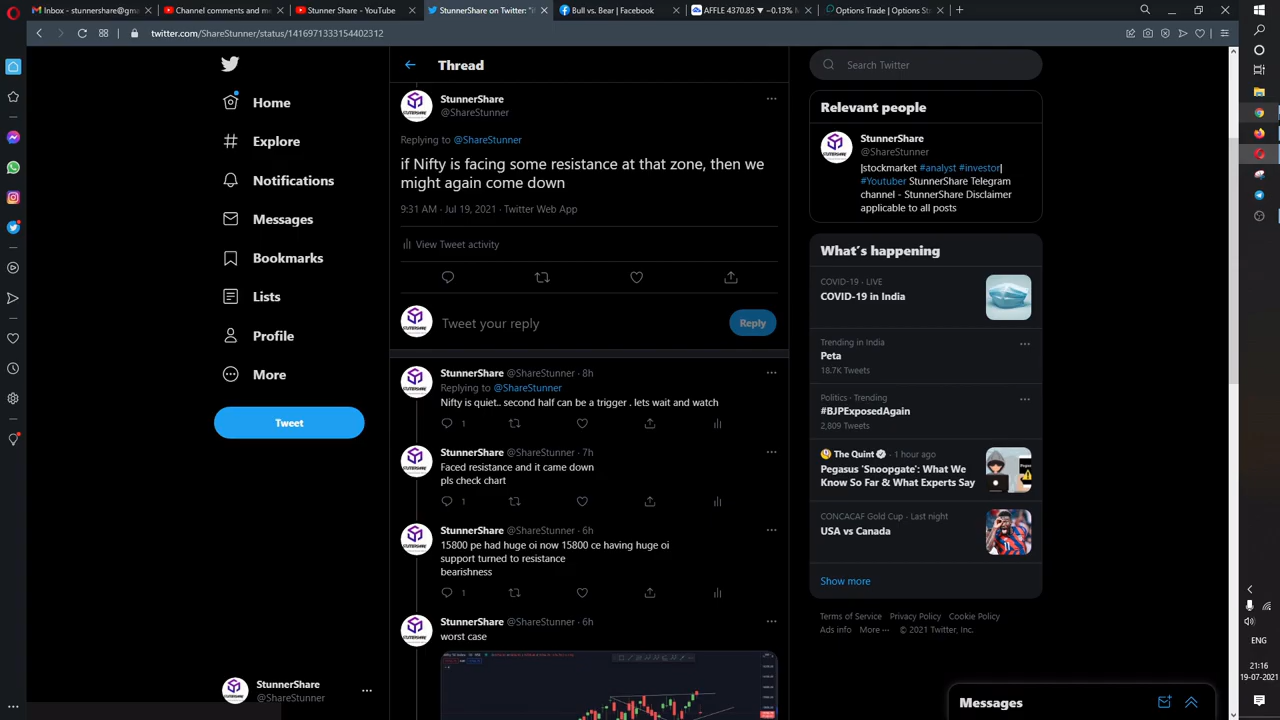 Inbox - stunnershare@gma
Channel comments and me
Stunner Share - YouTube
StunnerShare on Twitter: "if
Bull vs. Bear | Facebook
AFFLE 4370.85 ▼ −0.13% M
Options Trade | Options St
twitter.com/ShareStunner/status/1416971333154402312
Home
Explore
Notifications
Messages
Bookmarks
Lists
Profile
More
Tweet
StunnerShare
@ShareStunner
Thread
StunnerShare
@ShareStunner
Replying to @ShareStunner
if Nifty is facing some resistance at that zone, then we
might again come down
9:31 AM · Jul 19, 2021 · Twitter Web App
View Tweet activity
Tweet your reply
Reply
StunnerShare @ShareStunner · 8h
Replying to @ShareStunner
Nifty is quiet.. second half can be a trigger . lets wait and watch
1
StunnerShare @ShareStunner · 7h
Faced resistance and it came down
pls check chart
1
StunnerShare @ShareStunner · 6h
15800 pe had huge oi now 15800 ce having huge oi
support turned to resistance
bearishness
1
StunnerShare @ShareStunner · 6h
worst case
Search Twitter
Relevant people
StunnerShare
@ShareStunner
|stockmarket #analyst #investor|
#Youtuber StunnerShare Telegram
channel - StunnerShare Disclaimer
applicable to all posts
What's happening
COVID-19 · LIVE
COVID-19 in India
Trending in India
Peta
18.7K Tweets
Politics · Trending
#BJPExposedAgain
2,809 Tweets
The Quint · 1 hour ago
Pegasus 'Snoopgate': What We
Know So Far & What Experts Say
CONCACAF Gold Cup · Last night
USA vs Canada
Show more
Terms of Service Privacy Policy Cookie Policy
Ads info More ··· © 2021 Twitter, Inc.
Messages
ENG
21:16
19-07-2021